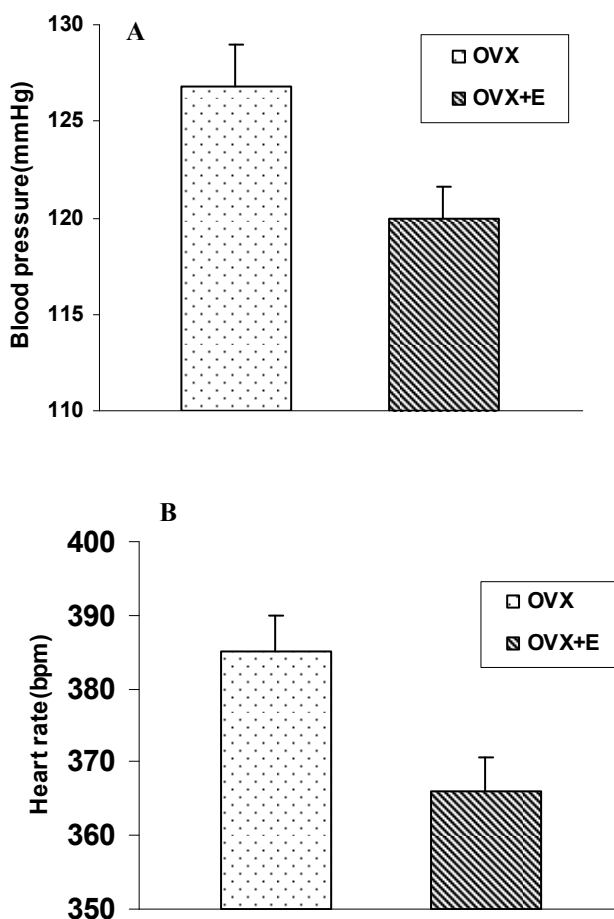 A
OVX
OVX+E
Blood pressure(mmHg)
130
125
120
115
110
B
OVX
OVX+E
Heart rate(bpm)
400
390
380
370
360
350